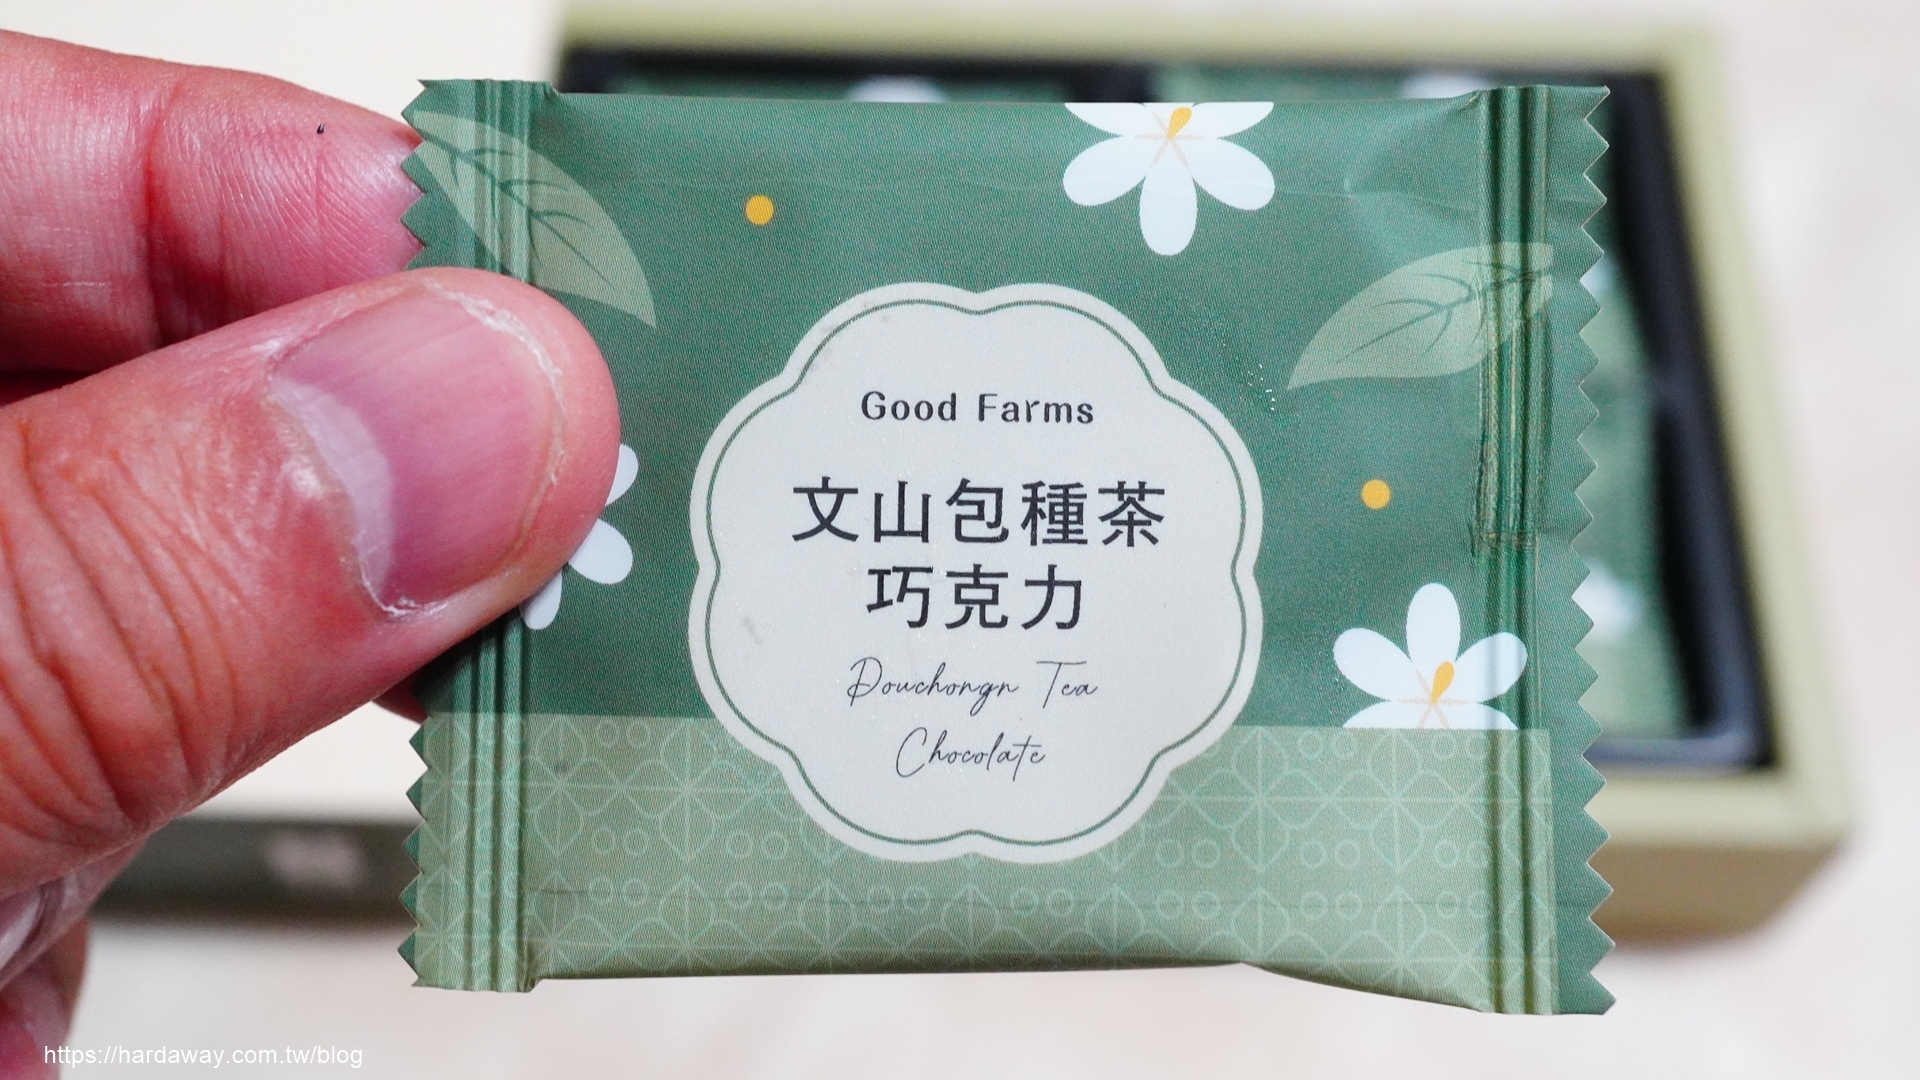 Good Farms
文山包種茶
巧克力
Pouchongn Tea
Chocolate
https://hardaway.com.tw/blog